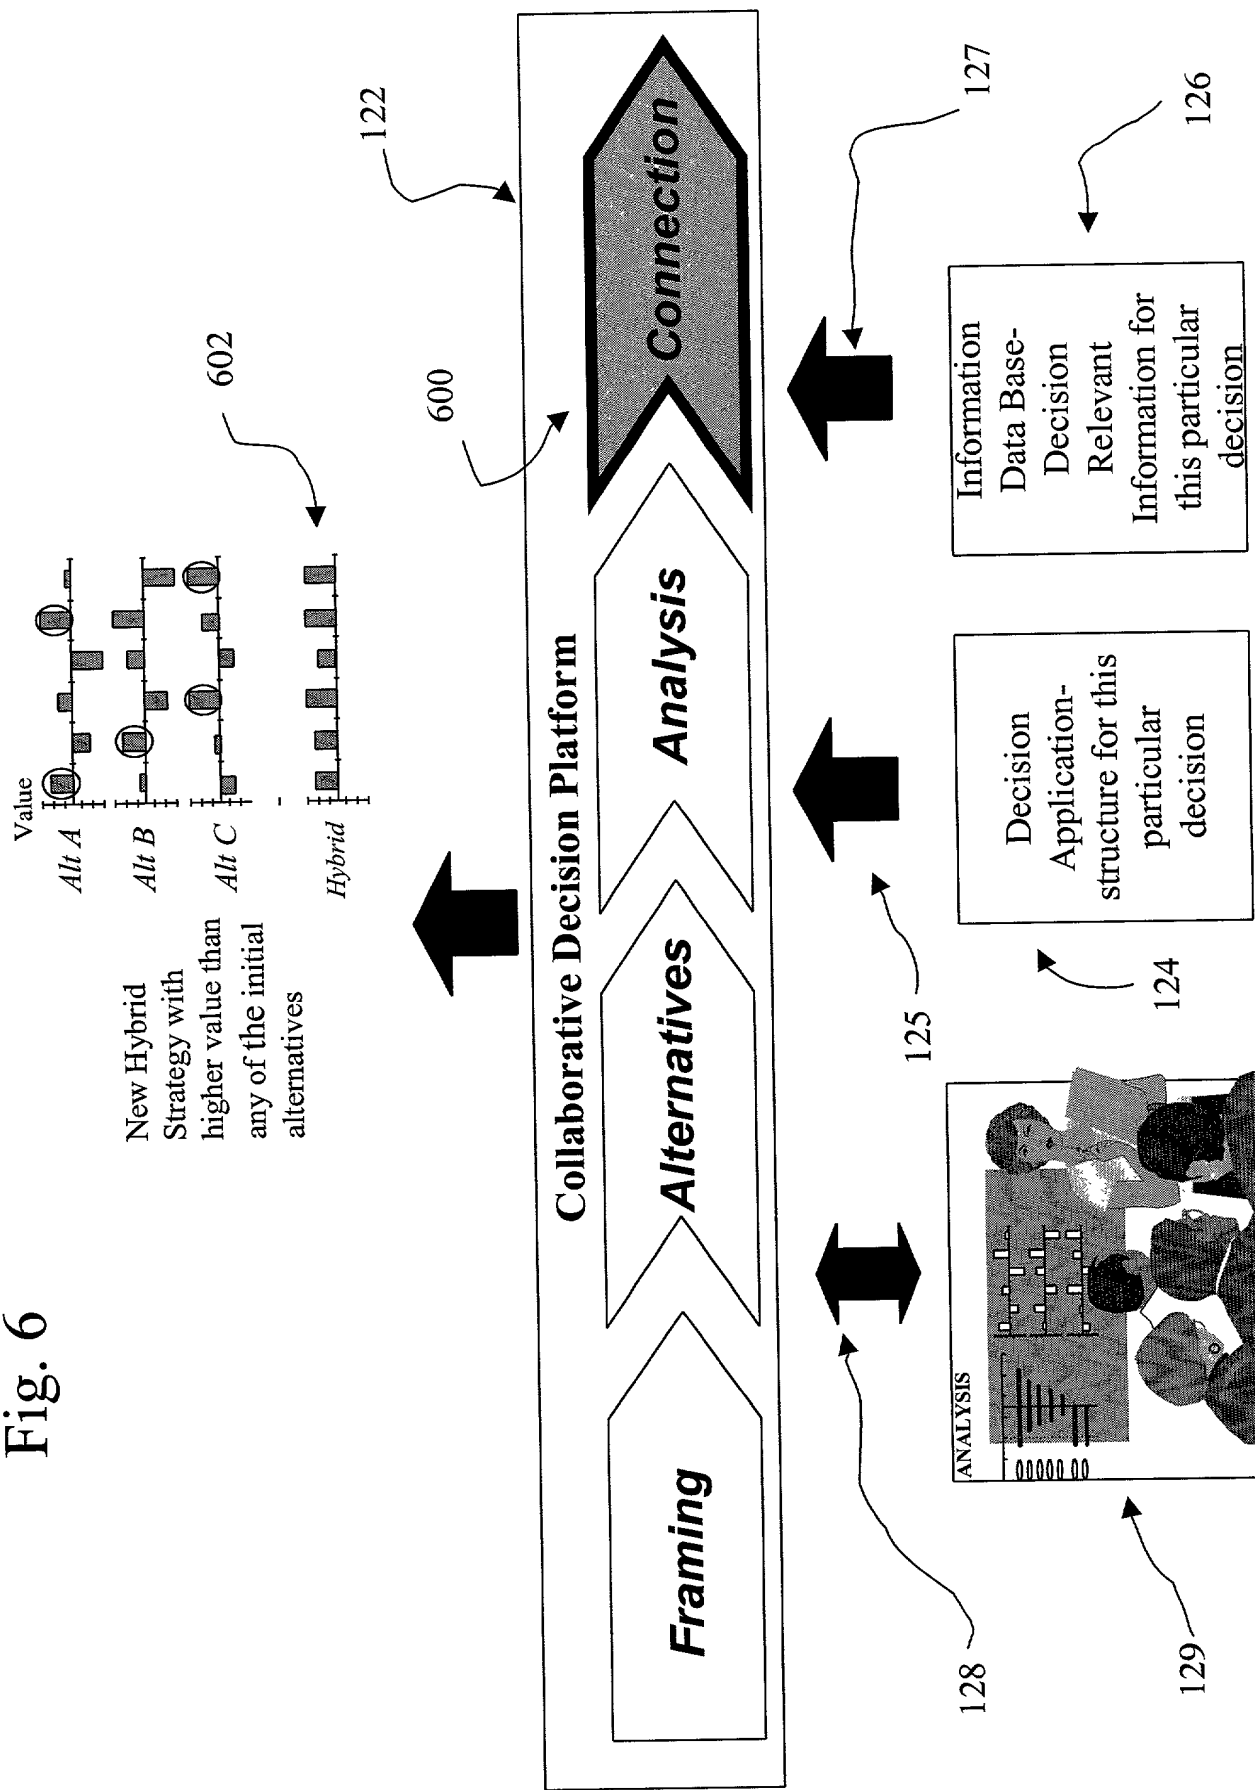 Fig. 6
Value
Alt A
Alt B
Alt C
-
Hybrid
New Hybrid
Strategy with
higher value than
any of the initial
alternatives
602
122
600
Collaborative Decision Platform
Framing
Alternatives
Analysis
Connection
128
125
127
129
ANALYSIS
124
Decision
Application-
structure for this
particular
decision
126
Information
Data Base-
Decision
Relevant
Information for
this particular
decision